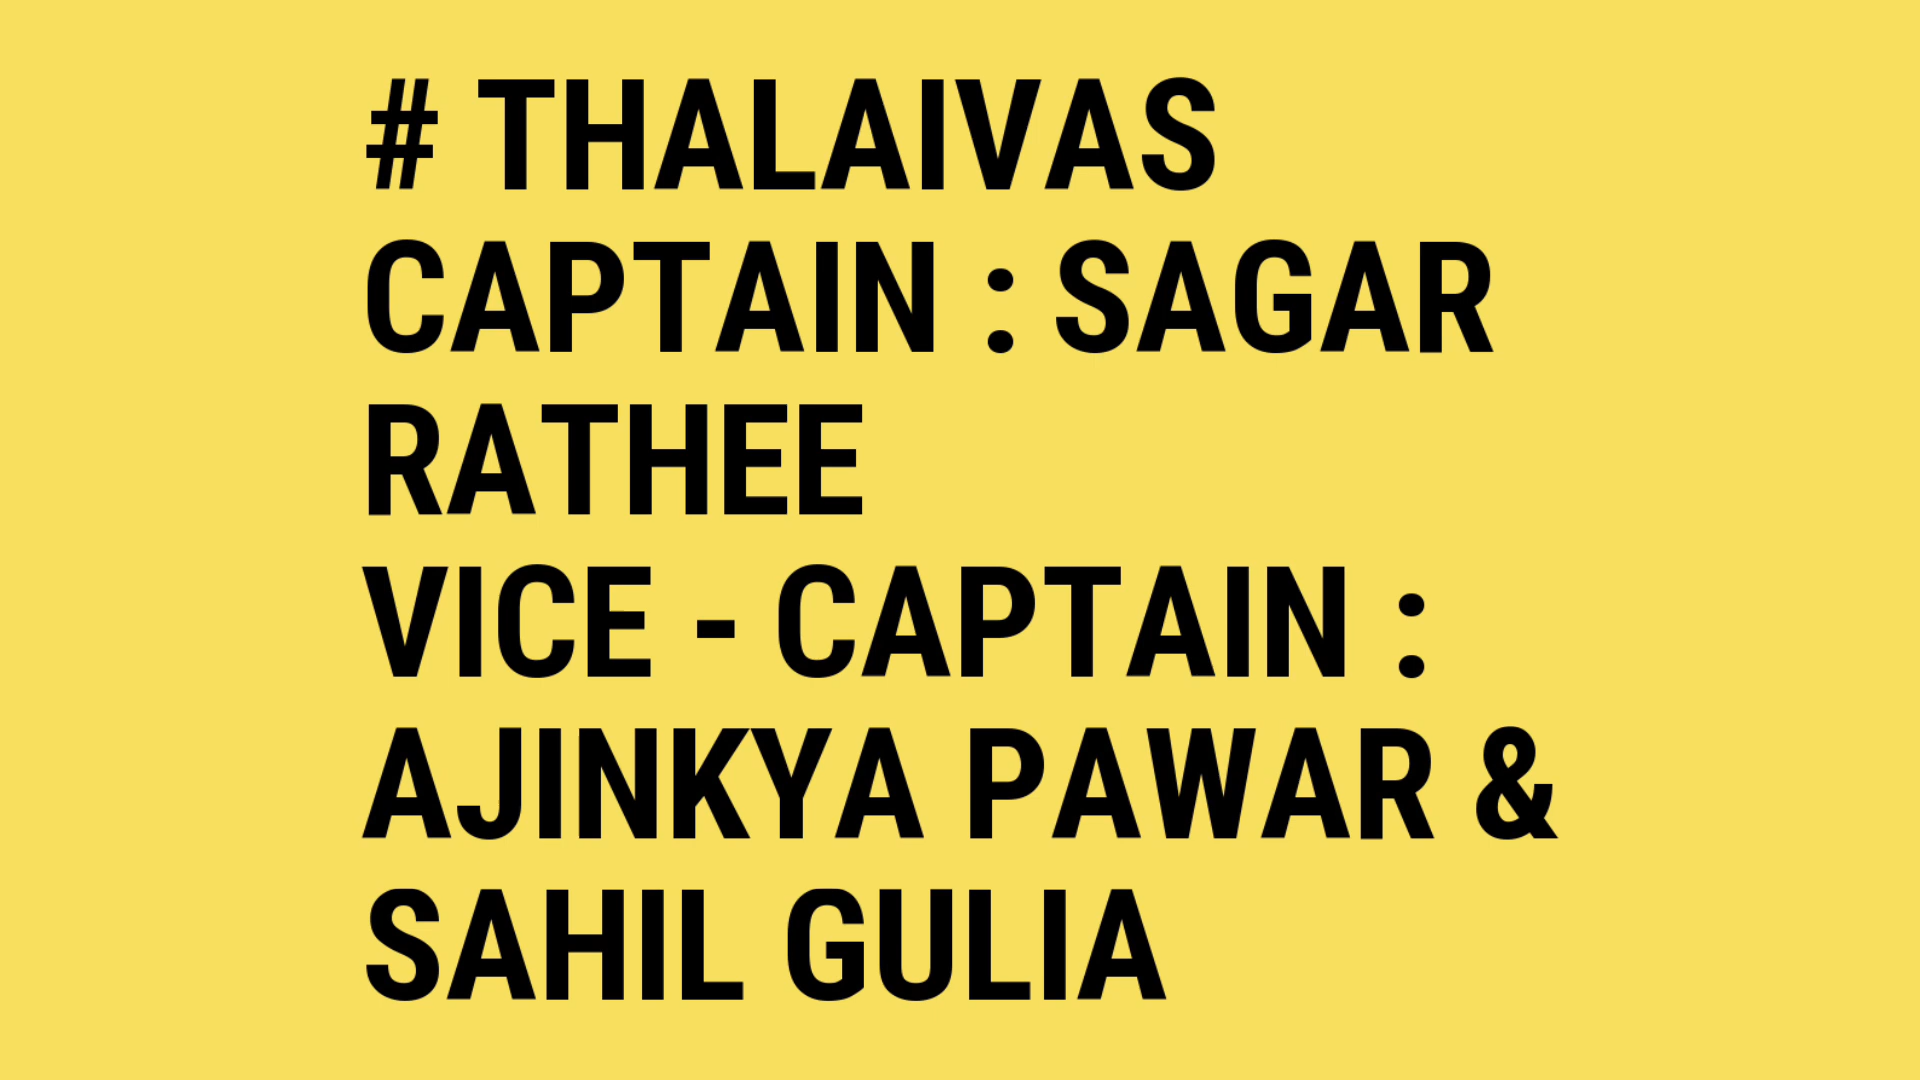 # THALAIVAS
CAPTAIN : SAGAR
RATHEE
VICE - CAPTAIN :
AJINKYA PAWAR &
SAHIL GULIA